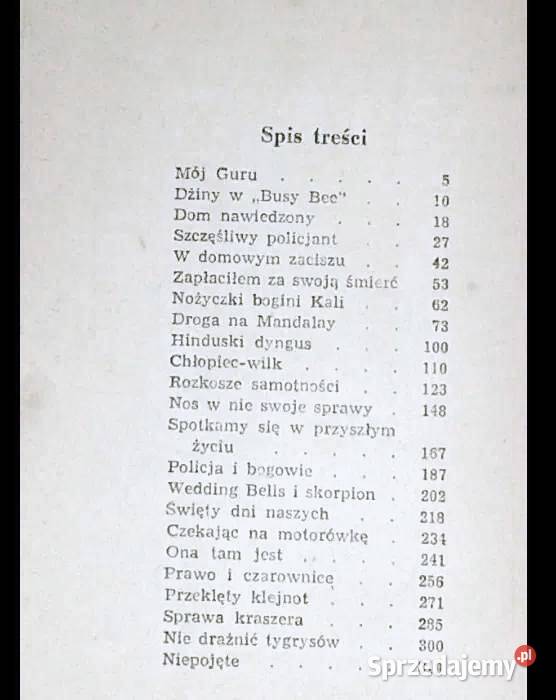 Spis treści
Mój Guru . . . . . 5
Dżiny w „Busy Bee" . . 10
Dom nawiedzony . . . 18
Szczęśliwy policjant . . 27
W domowym zaciszu . . 42
Zapłaciłem za swoją śmierć 53
Nożyczki bogini Kali . . 62
Droga na Mandalay . . 73
Hinduski dyngus . . . 100
Chłopiec-wilk . . . . 110
Rozkosze samotności . . 123
Nos w nie swoje sprawy . 148
Spotkamy się w przyszłym
życiu . . . . . 167
Policja i bogowie . . . 187
Wedding Bells i skorpion . 202
Święty dni naszych . . 218
Czekając na motorówkę . 234
Ona tam jest . . . . 241
Prawo i czarownice . . 256
Przeklęty klejnot . . . 271
Sprawa kraszera . . . 285
Nie drażnić tygrysów . . 300
Niepojęte . . . .
Sprzedajemy.pl